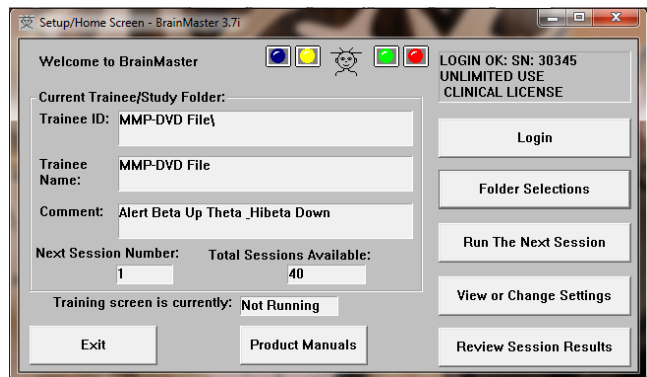 Setup/Home Screen - BrainMaster 3.7i
Welcome to BrainMaster
LOGIN OK: SN: 30345
UNLIMITED USE
CLINICAL LICENSE
Current Trainee/Study Folder:
Trainee ID: MMP-DVD File\
Trainee Name: MMP-DVD File
Comment: Alert Beta Up Theta _Hibeta Down
Next Session Number: Total Sessions Available:
1 40
Training screen is currently: Not Running
Exit
Product Manuals
Login
Folder Selections
Run The Next Session
View or Change Settings
Review Session Results